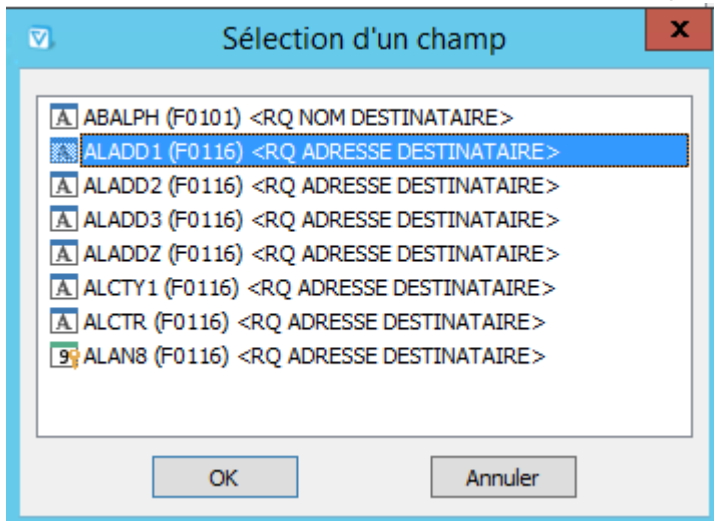 Sélection d'un champ
x
ABALPH (F0101) <RQ NOM DESTINATAIRE>
ALADD1 (F0116) <RQ ADRESSE DESTINATAIRE>
ALADD2 (F0116) <RQ ADRESSE DESTINATAIRE>
ALADD3 (F0116) <RQ ADRESSE DESTINATAIRE>
ALADDZ (F0116) <RQ ADRESSE DESTINATAIRE>
ALCTY1 (F0116) <RQ ADRESSE DESTINATAIRE>
ALCTR (F0116) <RQ ADRESSE DESTINATAIRE>
ALAN8 (F0116) <RQ ADRESSE DESTINATAIRE>
OK Annuler